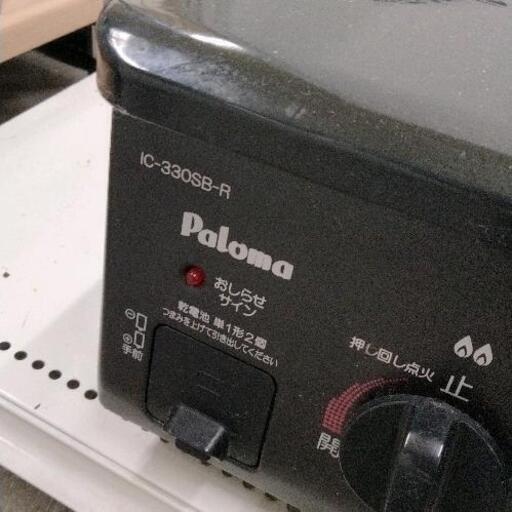 IC-330SB-R
Paloma
おしらせ
サイン
乾電池 単1形2個
つまみを上げて引き出してください
手前
押し回し点火
止
開